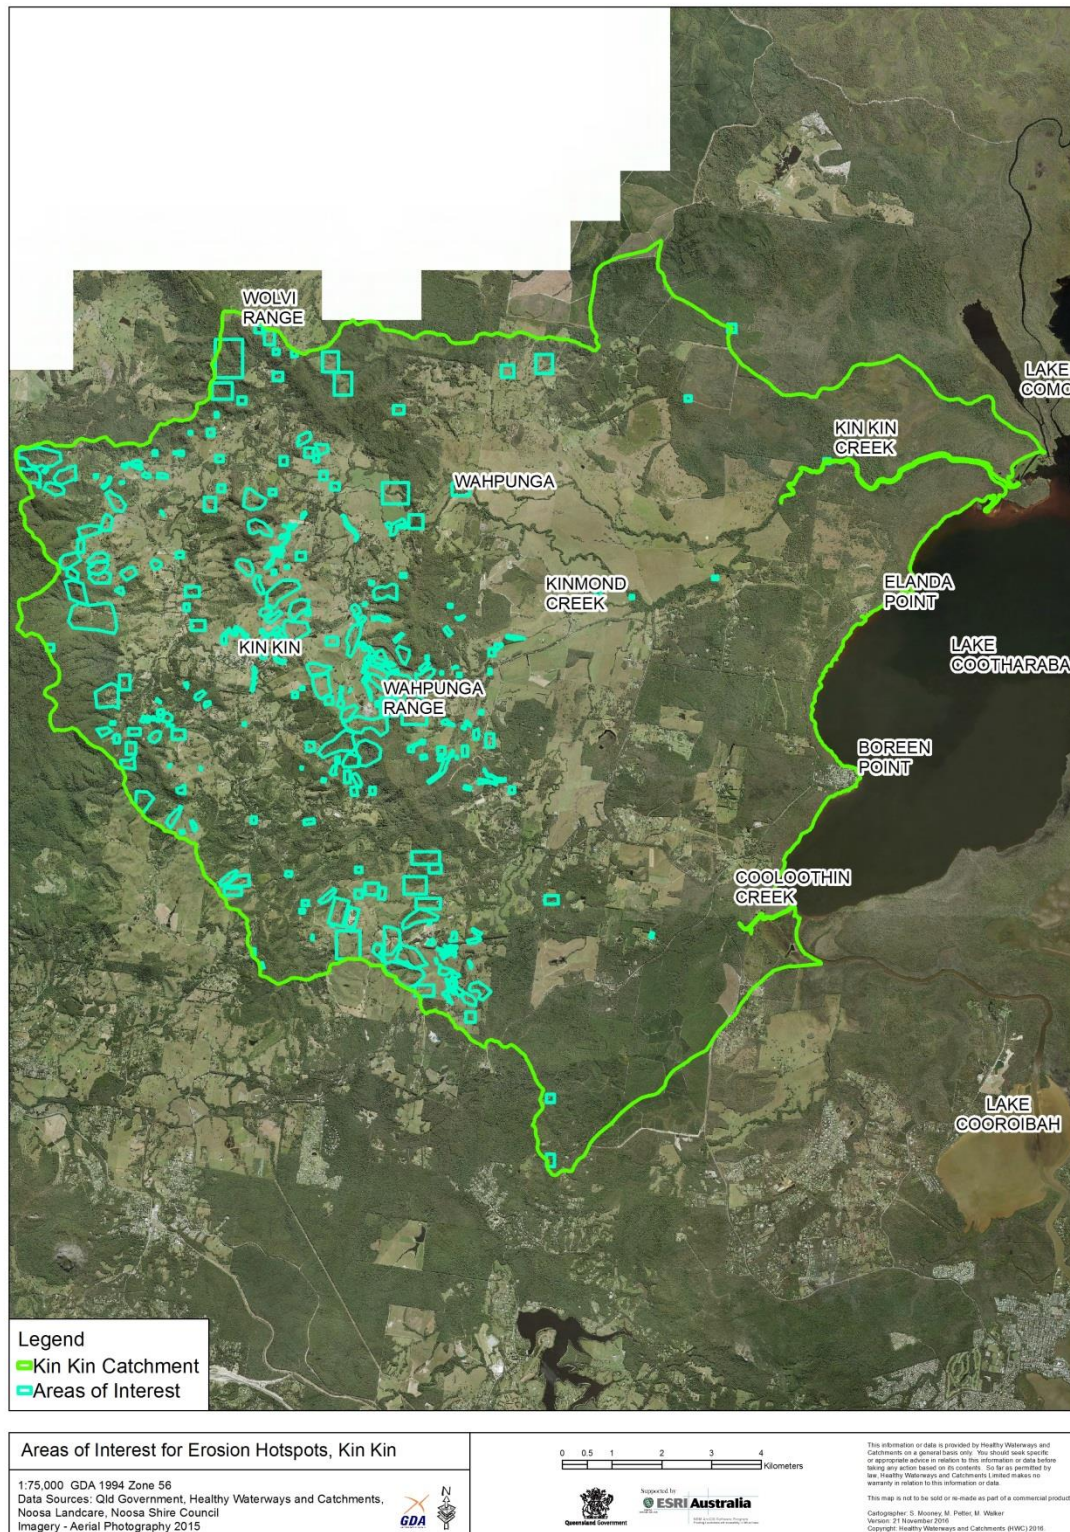 WOLVI
RANGE
LAKE
COMO
KIN KIN
CREEK
WAHPUNGA
KINMOND
CREEK
ELANDA
POINT
KIN KIN
LAKE
COOTHARABA
WAHPUNGA
RANGE
BOREEN
POINT
COOLOOTHIN
CREEK
LAKE
COOROIBAH
Legend
Kin Kin Catchment
Areas of Interest
Areas of Interest for Erosion Hotspots, Kin Kin
1:75,000 GDA 1994 Zone 56
Data Sources: Qld Government, Healthy Waterways and Catchments,
Noosa Landcare, Noosa Shire Council
Imagery - Aerial Photography 2015
GDA
N
0 0.5 1 2 3 4
Kilometers
Queensland Government
Supported by
ESRI Australia
This information or data is provided by Healthy Waterways and
Catchments on a general basis only. You should seek specific
or appropriate advice in relation to this information or data before
taking any action based on its contents. So far as permitted by
law, Healthy Waterways and Catchments Limited makes no
warranty in relation to this information or data.
This map is not to be sold or re-made as part of a commercial product
Cartographer: S. Mooney, M. Petter, M. Walker
Version: 21 November 2016
Copyright: Healthy Waterways and Catchments (HWC) 2016.